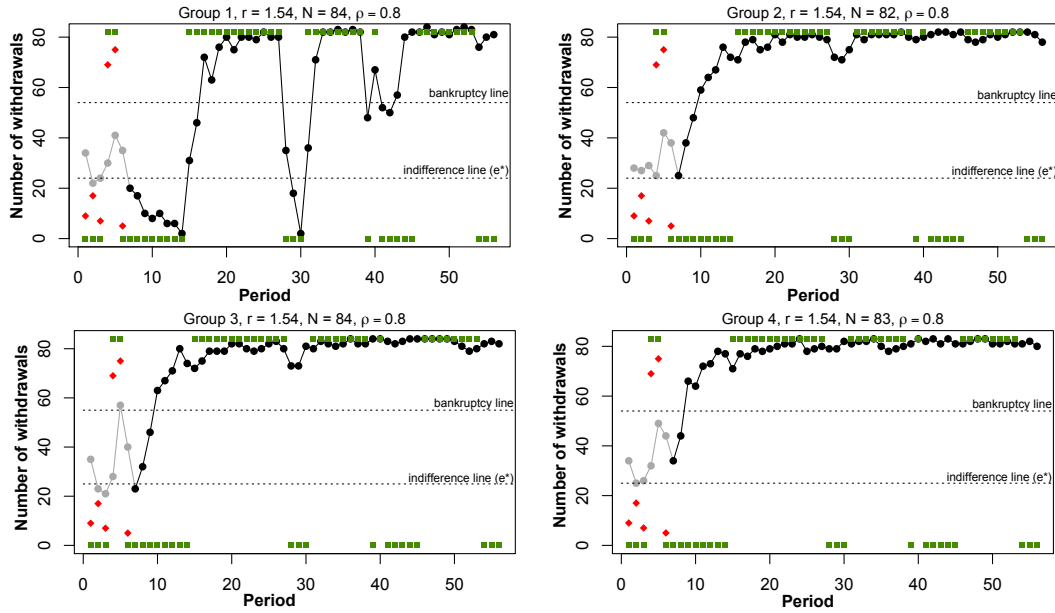 Group 1, r = 1.54, N = 84, ρ = 0.8
Number of withdrawals
80
60
40
20
0
bankruptcy line
indifference line (e*)
0 10 20 30 40 50
Period
Group 2, r = 1.54, N = 82, ρ = 0.8
Number of withdrawals
80
60
40
20
0
bankruptcy line
indifference line (e*)
0 10 20 30 40 50
Period
Group 3, r = 1.54, N = 84, ρ = 0.8
Number of withdrawals
80
60
40
20
0
bankruptcy line
indifference line (e*)
0 10 20 30 40 50
Period
Group 4, r = 1.54, N = 83, ρ = 0.8
Number of withdrawals
80
60
40
20
0
bankruptcy line
indifference line (e*)
0 10 20 30 40 50
Period